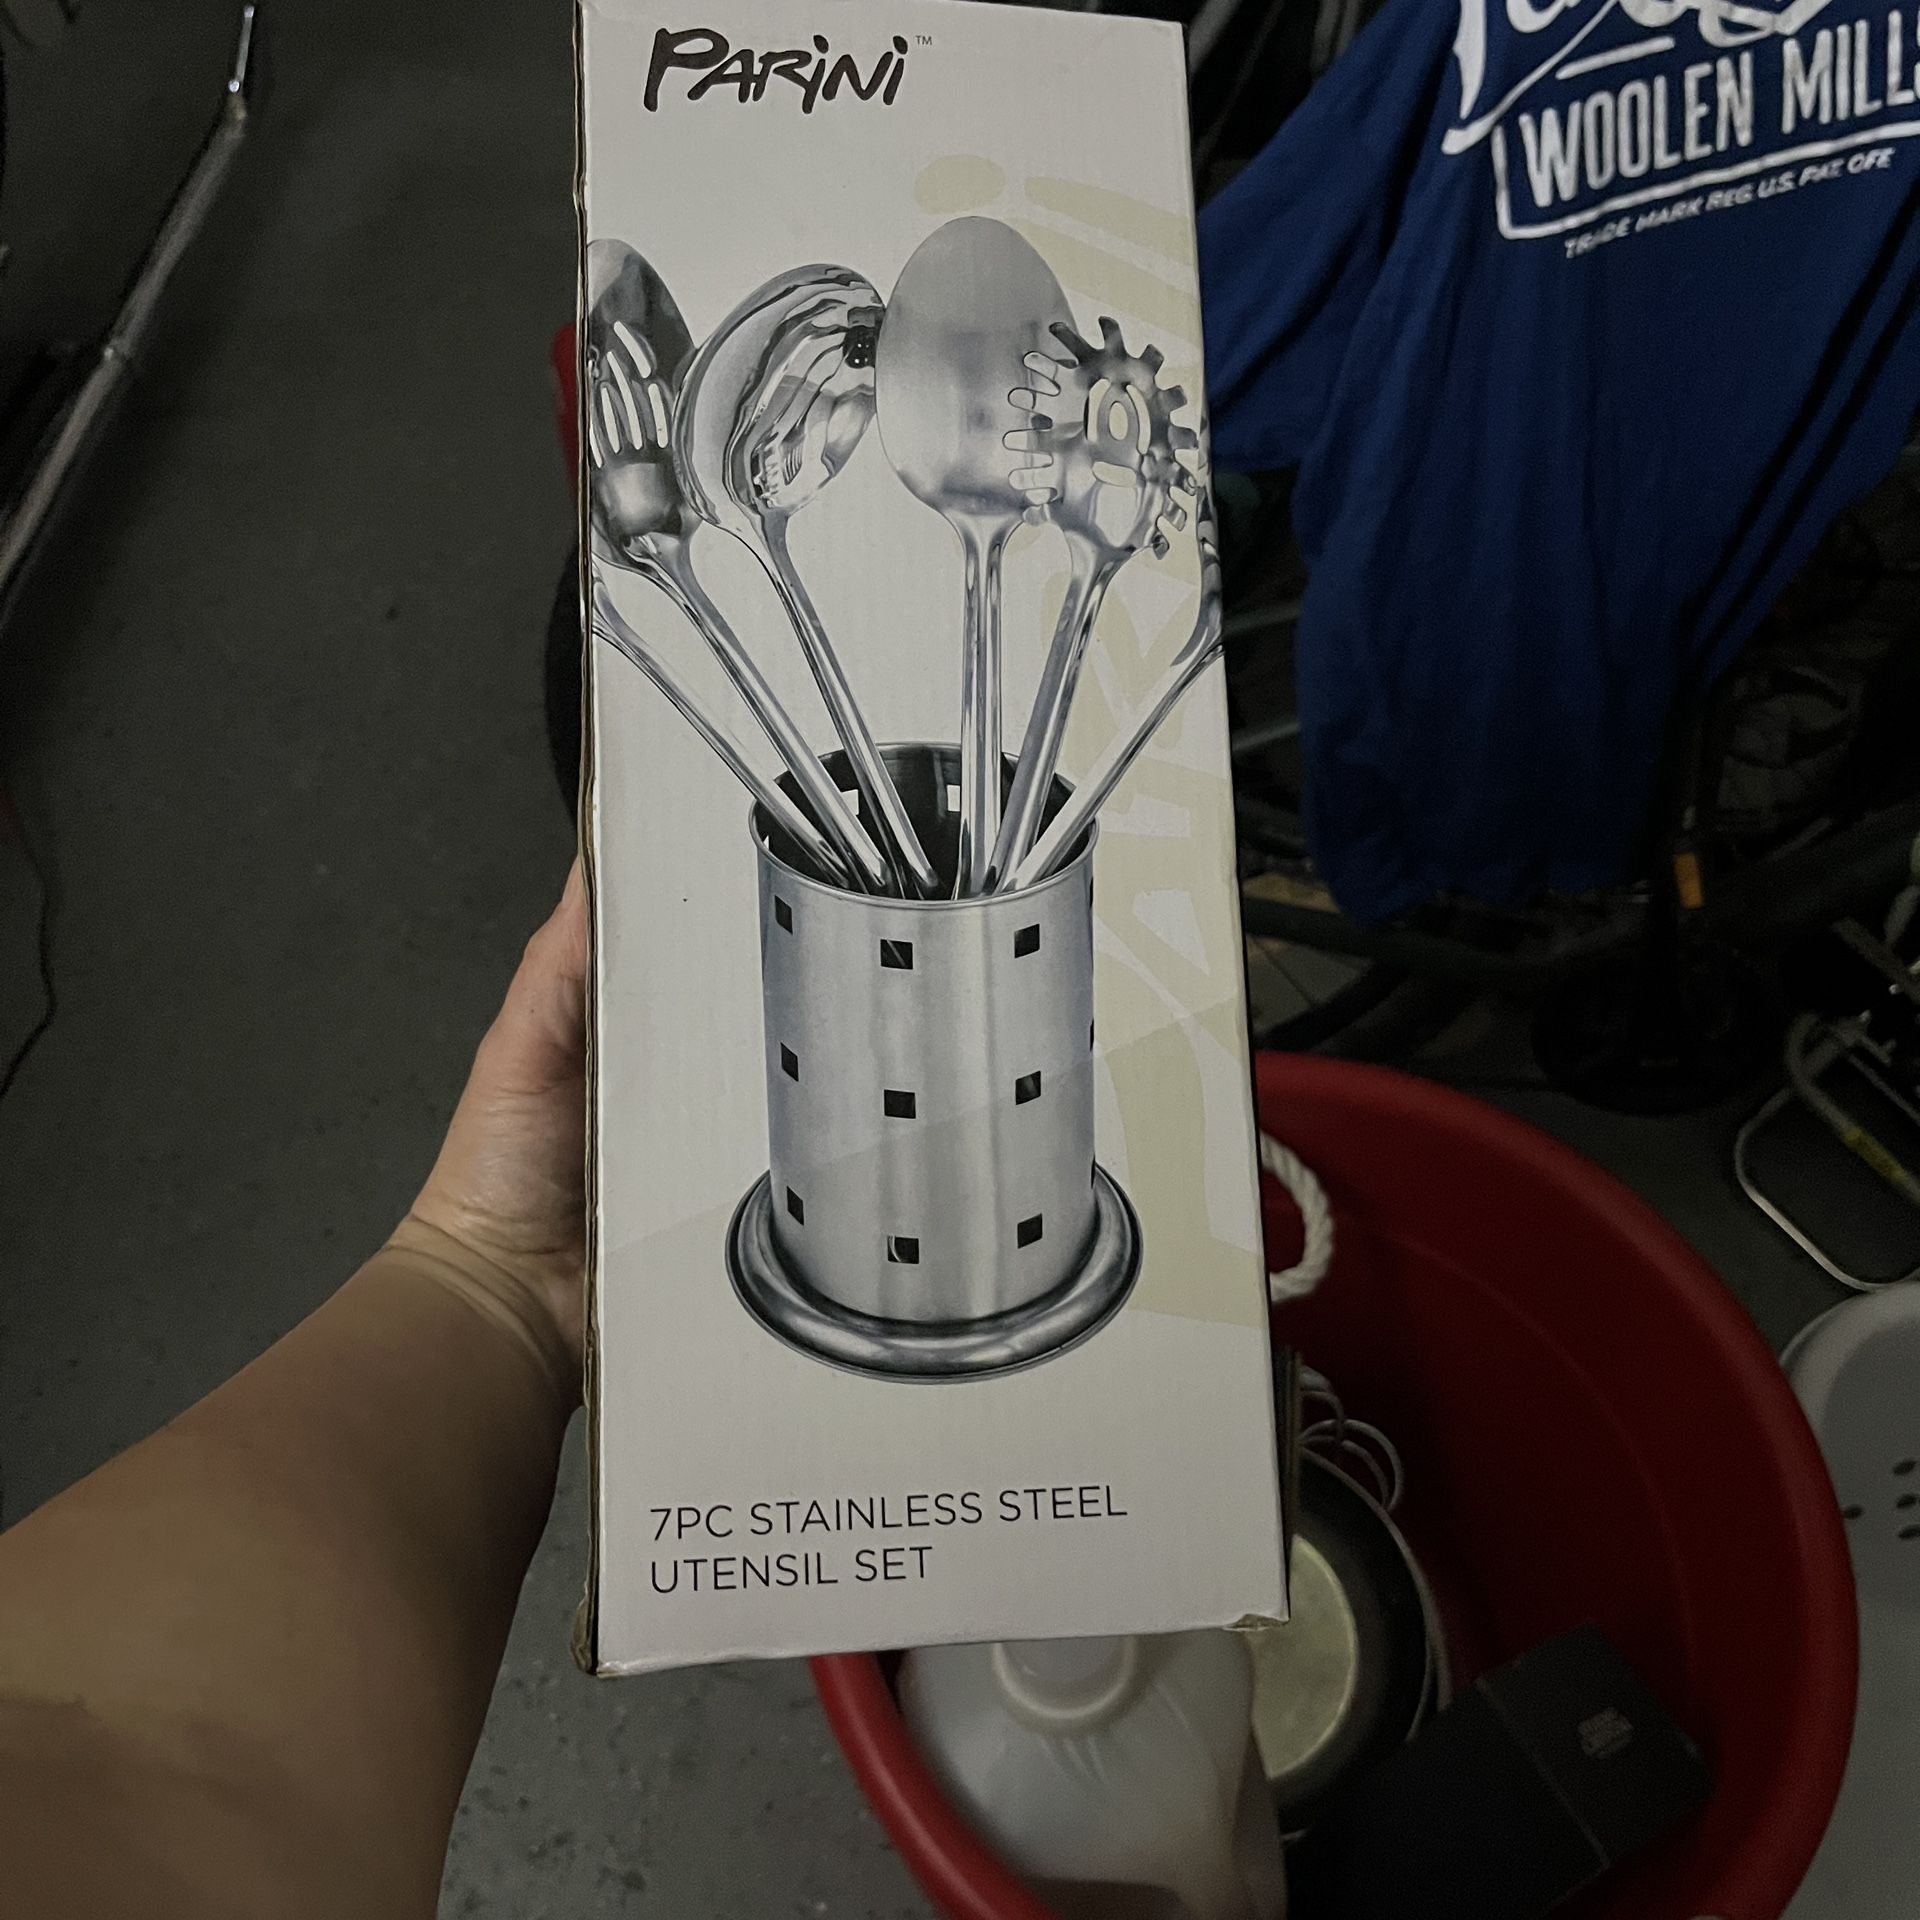 PARiNi™
7PC STAINLESS STEEL
UTENSIL SET
WOOLEN MILLS
TRADE MARK REG. U.S. PAT. OFF.